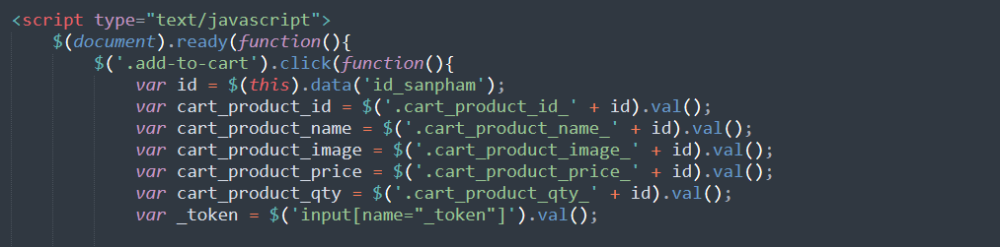 <script type="text/javascript">
$(document).ready(function(){
$('.add-to-cart').click(function(){
var id = $(this).data('id_sanpham');
var cart_product_id = $('.cart_product_id_' + id).val();
var cart_product_name = $('.cart_product_name_' + id).val();
var cart_product_image = $('.cart_product_image_' + id).val();
var cart_product_price = $('.cart_product_price_' + id).val();
var cart_product_qty = $('.cart_product_qty_' + id).val();
var _token = $('input[name="_token"]').val();